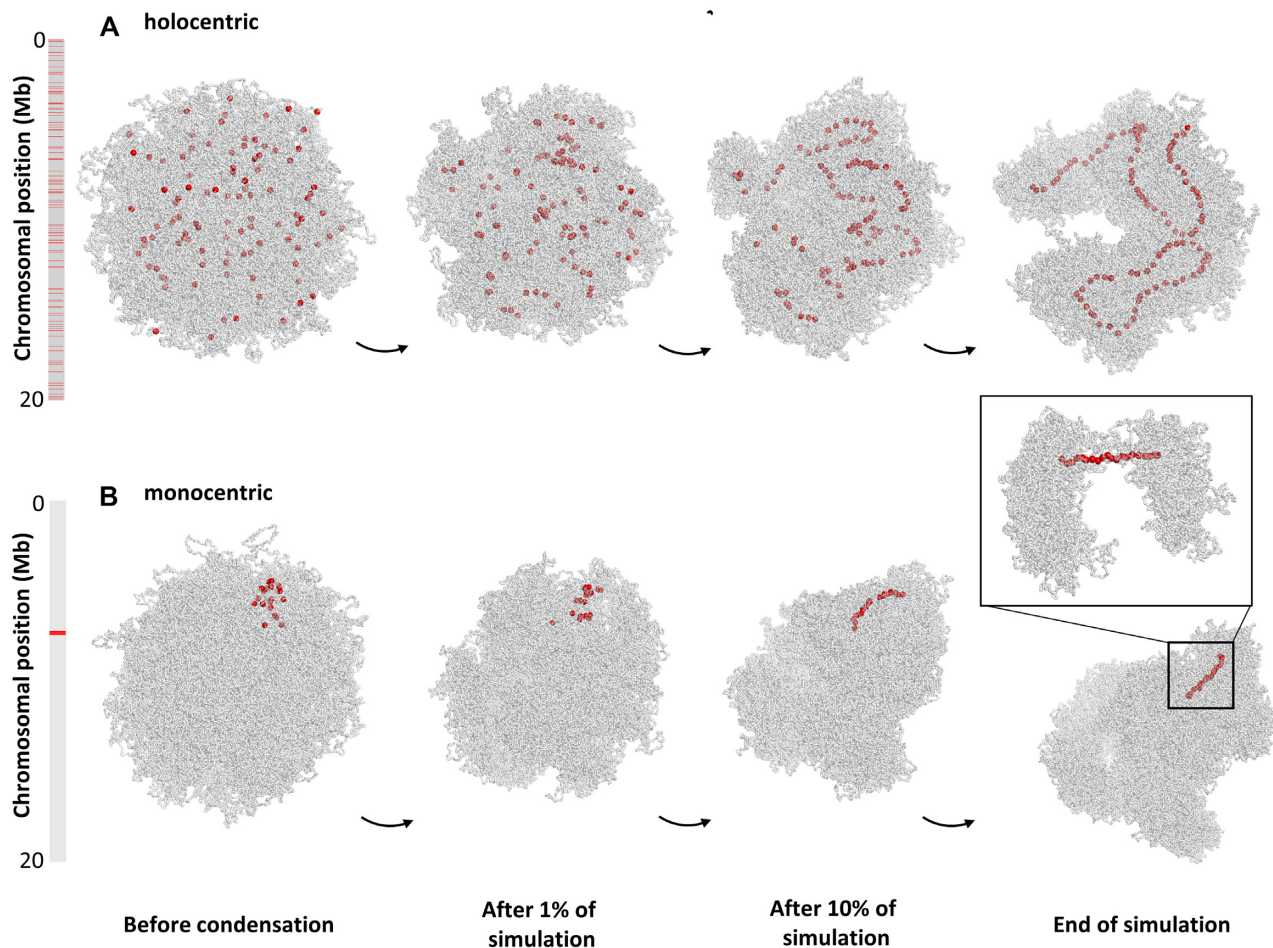 A holocentric
0
Chromosomal position (Mb)
20
B monocentric
0
Chromosomal position (Mb)
20
Before condensation
After 1% of
simulation
After 10% of
simulation
End of simulation